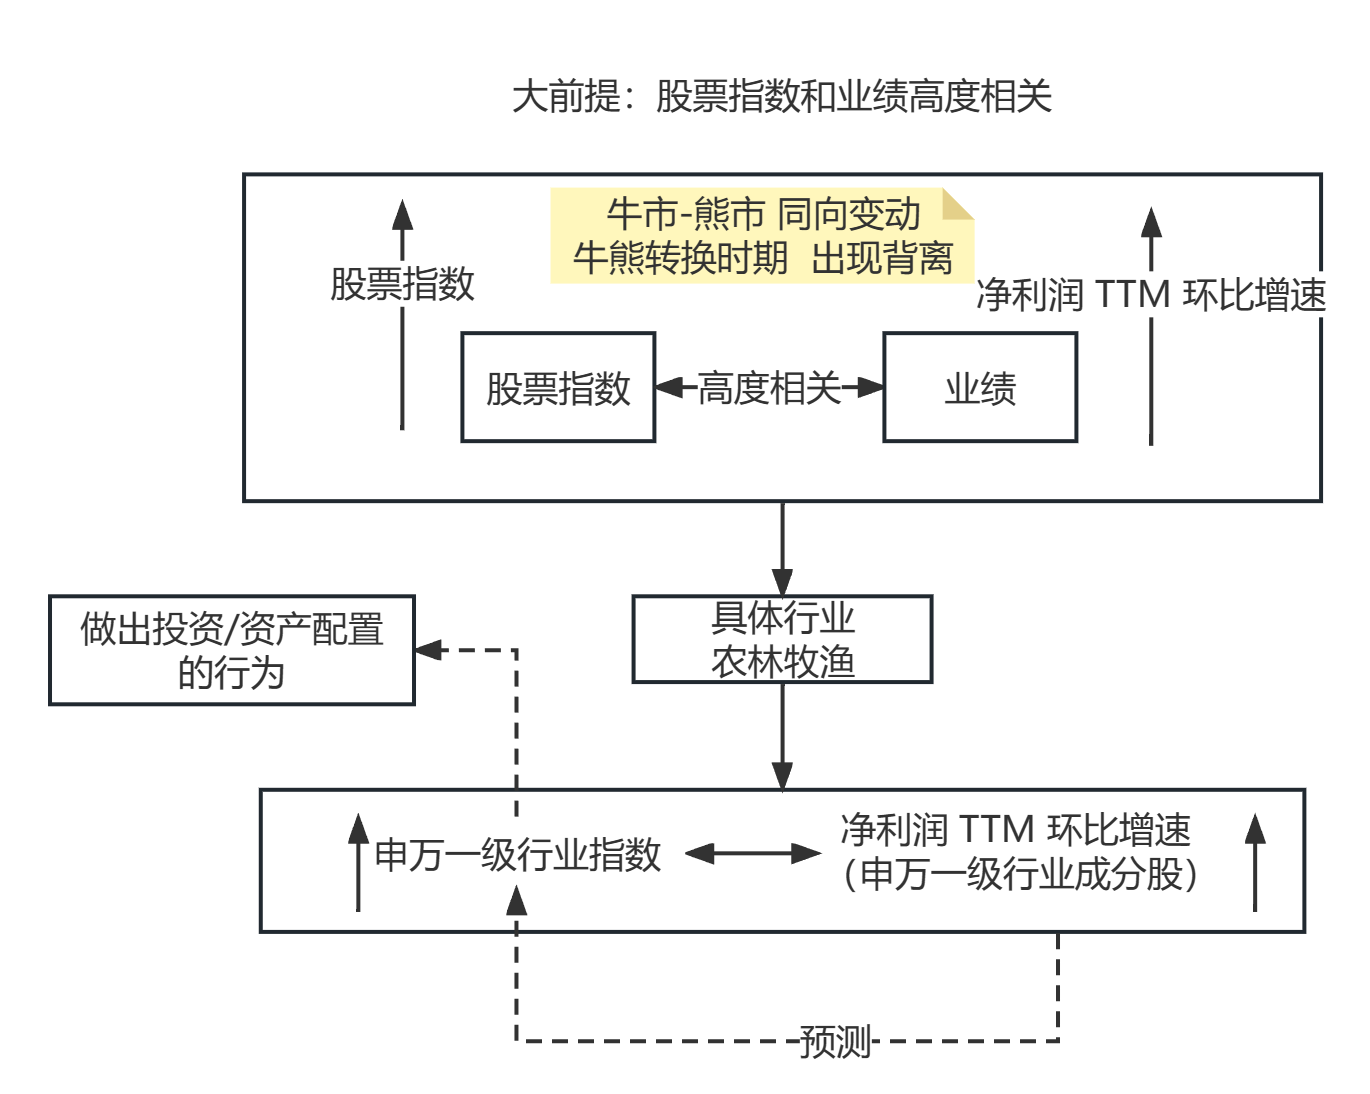 大前提：股票指数和业绩高度相关
牛市-熊市 同向变动
牛熊转换时期 出现背离
股票指数
净利润 TTM 环比增速
股票指数
高度相关
业绩
具体行业
农林牧渔
做出投资/资产配置
的行为
申万一级行业指数
净利润 TTM 环比增速
（申万一级行业成分股）
预测